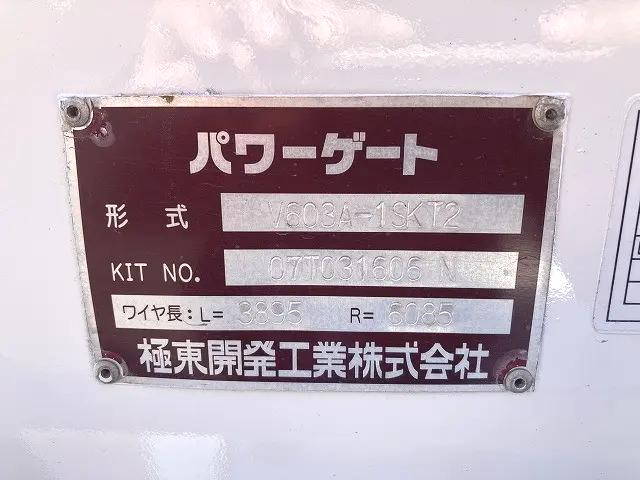 パワーゲート
形式 V603A-1SKT2
KIT NO. 07T031606 N
ワイヤ長：L= 3895 R= 6085
極東開発工業株式会社